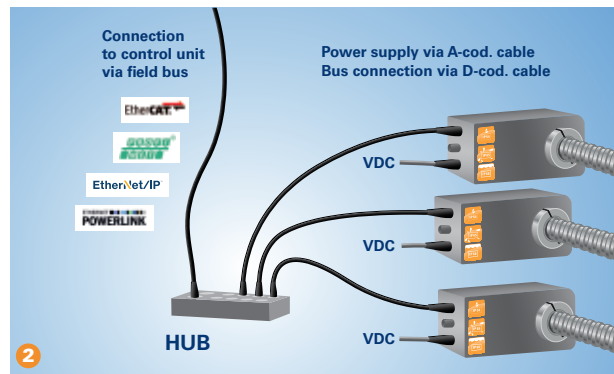 Connection
to control unit
via field bus
Power supply via A-cod. cable
Bus connection via D-cod. cable
EtherCAT
EtherNet/IP
POWERLINK
VDC
VDC
VDC
HUB
2